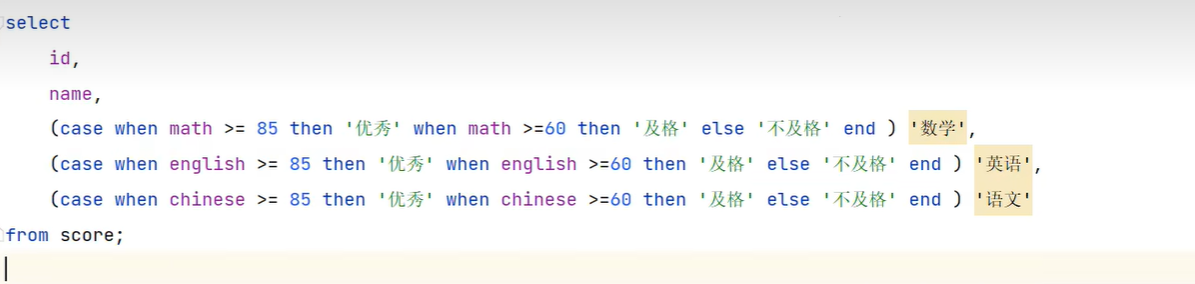 select
    id,
    name,
    (case when math >= 85 then '优秀' when math >=60 then '及格' else '不及格' end ) '数学',
    (case when english >= 85 then '优秀' when english >=60 then '及格' else '不及格' end ) '英语',
    (case when chinese >= 85 then '优秀' when chinese >=60 then '及格' else '不及格' end ) '语文'
from score;